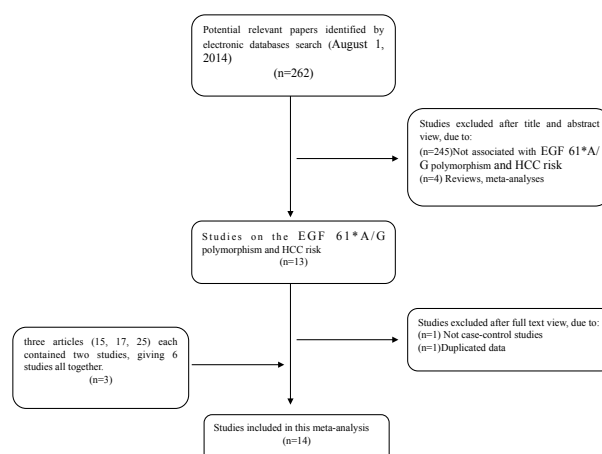 Potential relevant papers identified by
electronic databases search (August 1,
2014)
(n=262)
Studies excluded after title and abstract
view, due to:
(n=245)Not associated with EGF 61*A/
G polymorphism and HCC risk
(n=4) Reviews, meta-analyses
Studies on the EGF 61*A/G
polymorphism and HCC risk
(n=13)
three articles (15, 17, 25) each
contained two studies, giving 6
studies all together.
(n=3)
Studies excluded after full text view, due to:
(n=1) Not case-control studies
(n=1)Duplicated data
Studies included in this meta-analysis
(n=14)